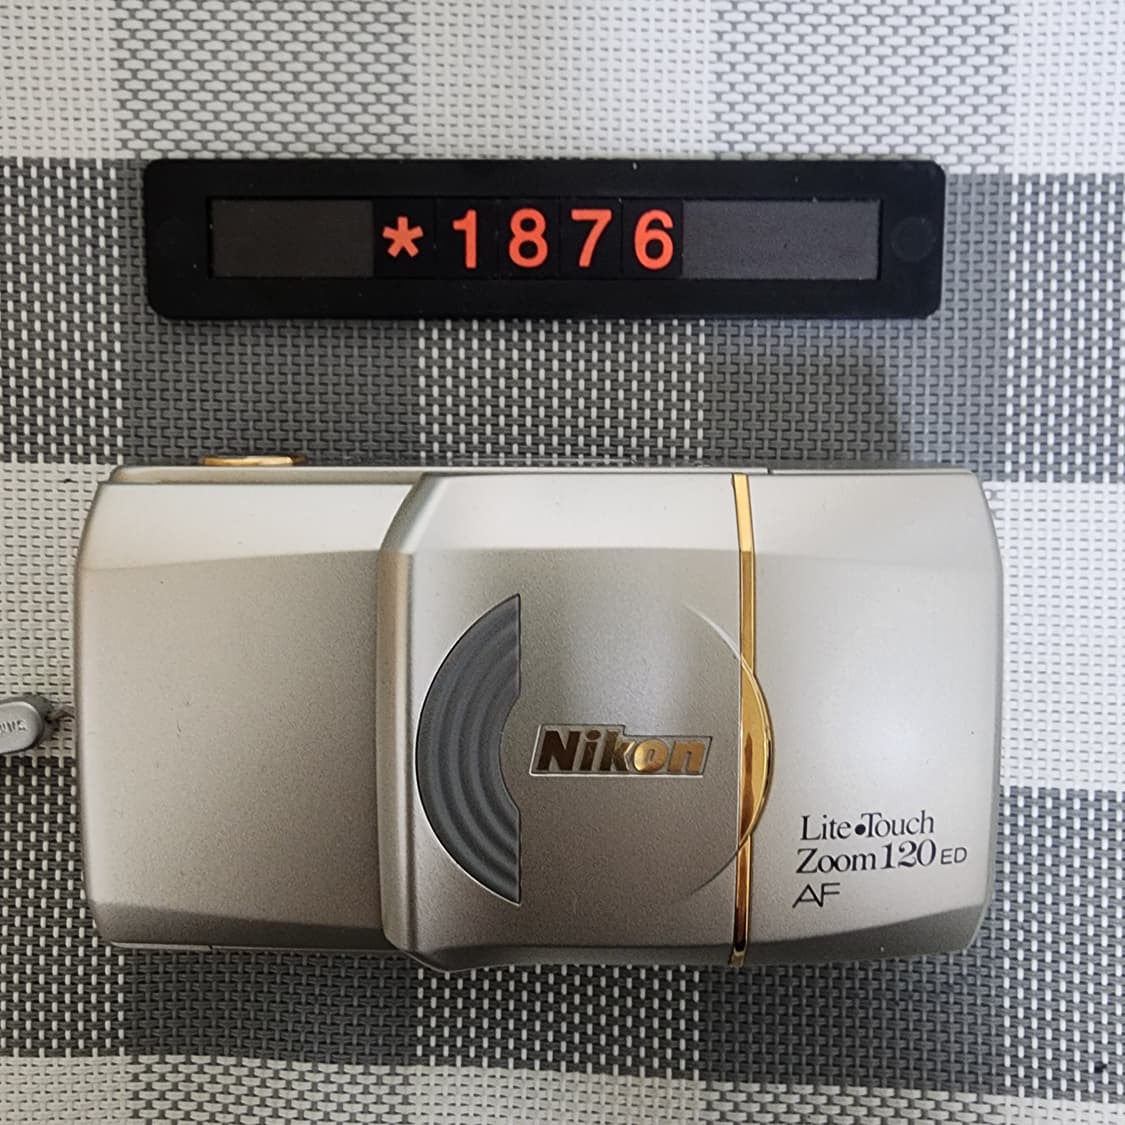 *1876
Nikon
Lite•Touch
Zoom 120 ED
AF